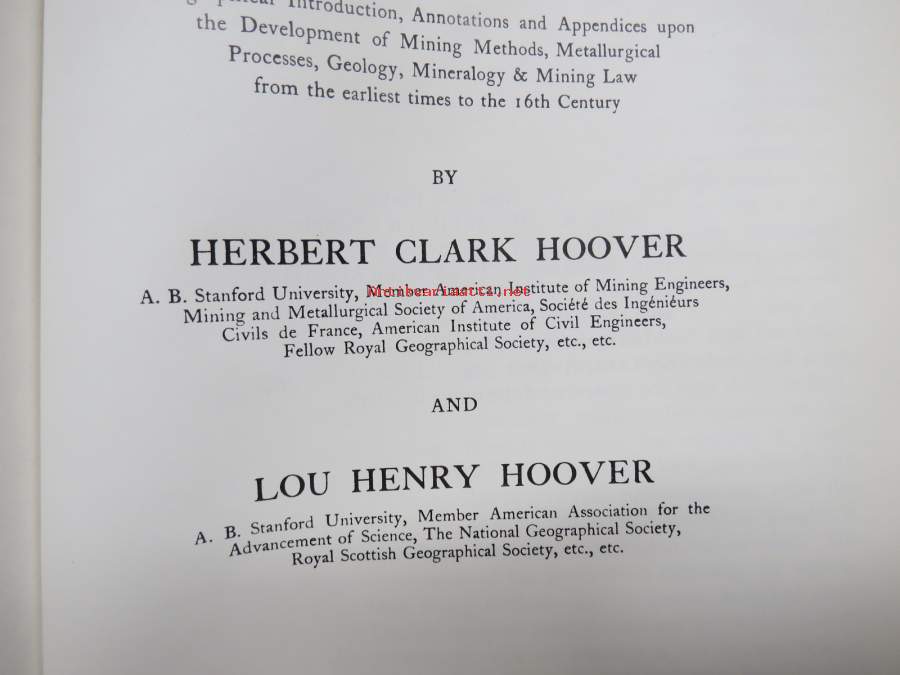 Introduction, Annotations and Appendices upon
the Development of Mining Methods, Metallurgical
Processes, Geology, Mineralogy & Mining Law
from the earliest times to the 16th Century
BY
HERBERT CLARK HOOVER
A. B. Stanford University, Member American Institute of Mining Engineers,
Mining and Metallurgical Society of America, Société des Ingéniéurs
Civils de France, American Institute of Civil Engineers,
Fellow Royal Geographical Society, etc., etc.
AND
LOU HENRY HOOVER
A. B. Stanford University, Member American Association for the
Advancement of Science, The National Geographical Society,
Royal Scottish Geographical Society, etc., etc.